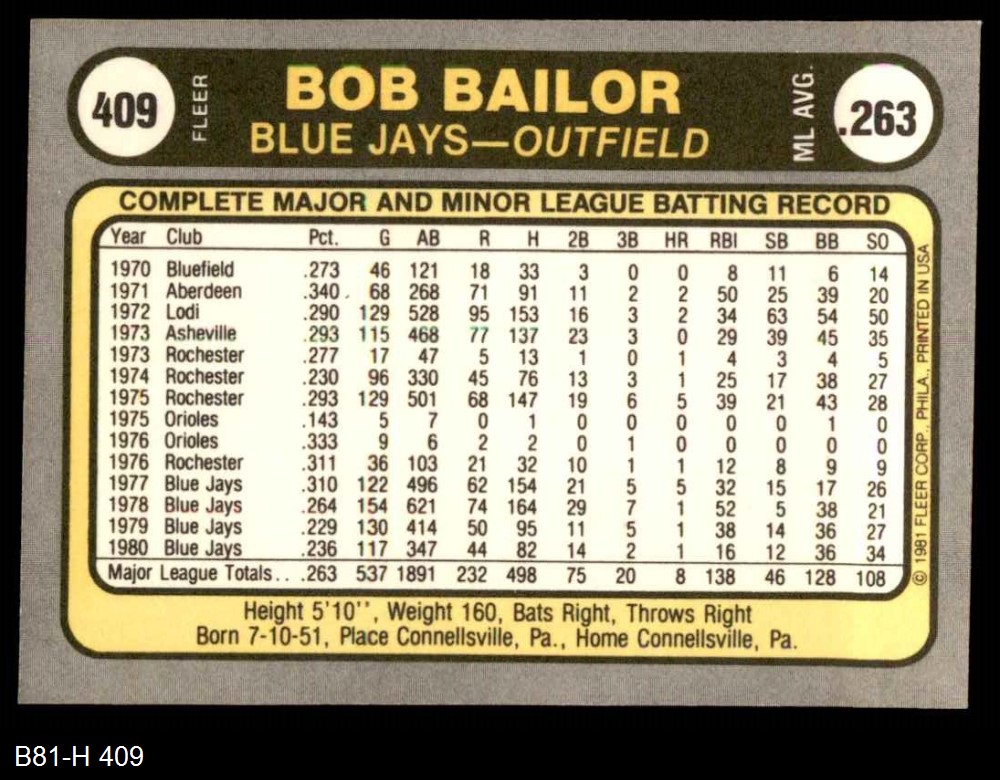 409 FLEER BOB BAILOR ML AVG. .263
BLUE JAYS—OUTFIELD
COMPLETE MAJOR AND MINOR LEAGUE BATTING RECORD
Year Club Pct. G AB R H 2B 3B HR RBI SB BB SO
1970 Bluefield .273 46 121 18 33 3 0 0 8 11 6 14
1971 Aberdeen .340 68 268 71 91 11 2 2 50 25 39 20
1972 Lodi .290 129 528 95 153 16 3 2 34 63 54 50
1973 Asheville .293 115 468 77 137 23 3 0 29 39 45 35
1973 Rochester .277 17 47 5 13 1 0 1 4 3 4 5
1974 Rochester .230 96 330 45 76 13 3 1 25 17 38 27
1975 Rochester .293 129 501 68 147 19 6 5 39 21 43 28
1975 Orioles .143 5 7 0 1 0 0 0 0 0 1 0
1976 Orioles .333 9 6 2 2 0 1 0 0 0 0 0
1976 Rochester .311 36 103 21 32 10 1 1 12 8 9 9
1977 Blue Jays .310 122 496 62 154 21 5 5 32 15 17 26
1978 Blue Jays .264 154 621 74 164 29 7 1 52 5 38 21
1979 Blue Jays .229 130 414 50 95 11 5 1 38 14 36 27
1980 Blue Jays .236 117 347 44 82 14 2 1 16 12 36 34
Major League Totals. . .263 537 1891 232 498 75 20 8 138 46 128 108
© 1981 FLEER CORP., PHILA., PRINTED IN USA
Height 5'10'', Weight 160, Bats Right, Throws Right
Born 7-10-51, Place Connellsville, Pa., Home Connellsville, Pa.
B81-H 409